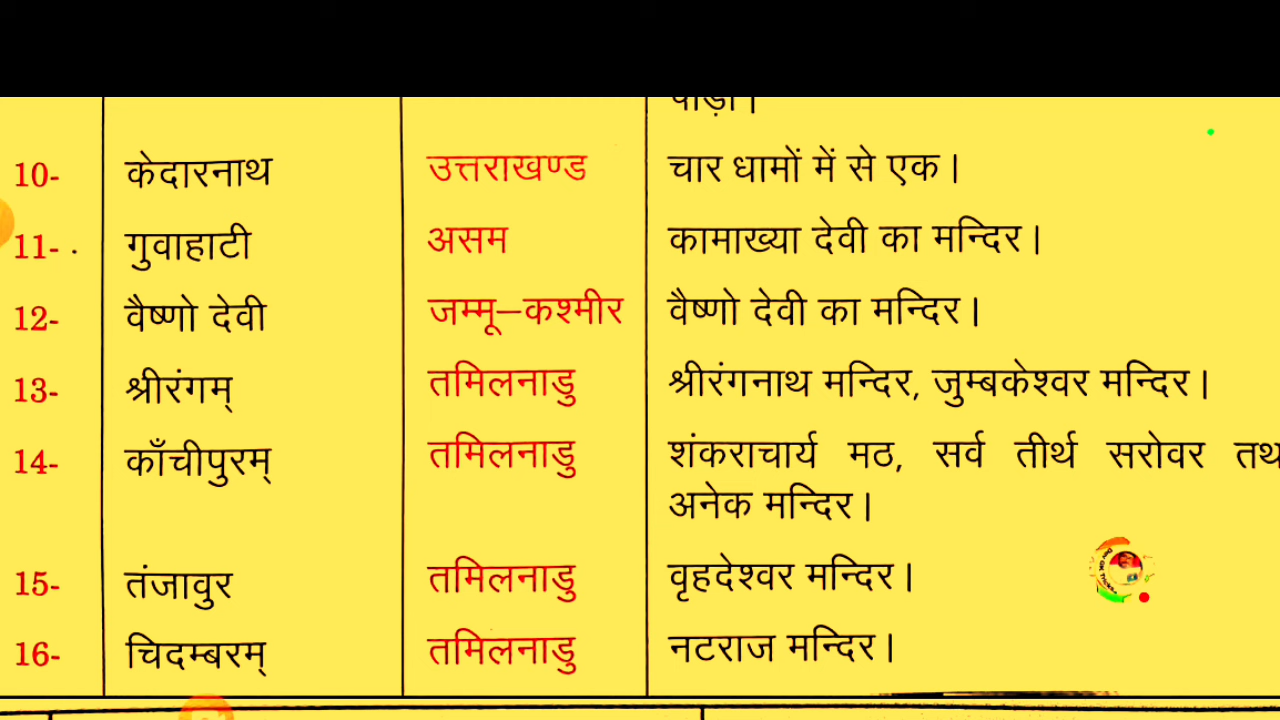 10- केदारनाथ उत्तराखण्ड चार धामों में से एक।
11- गुवाहाटी असम कामाख्या देवी का मन्दिर।
12- वैष्णो देवी जम्मू–कश्मीर वैष्णो देवी का मन्दिर।
13- श्रीरंगम् तमिलनाडु श्रीरंगनाथ मन्दिर, जुम्बकेश्वर मन्दिर।
14- काँचीपुरम् तमिलनाडु शंकराचार्य मठ, सर्व तीर्थ सरोवर
अनेक मन्दिर।
15- तंजावुर तमिलनाडु वृहदेश्वर मन्दिर।
16- चिदम्बरम् तमिलनाडु नटराज मन्दिर।